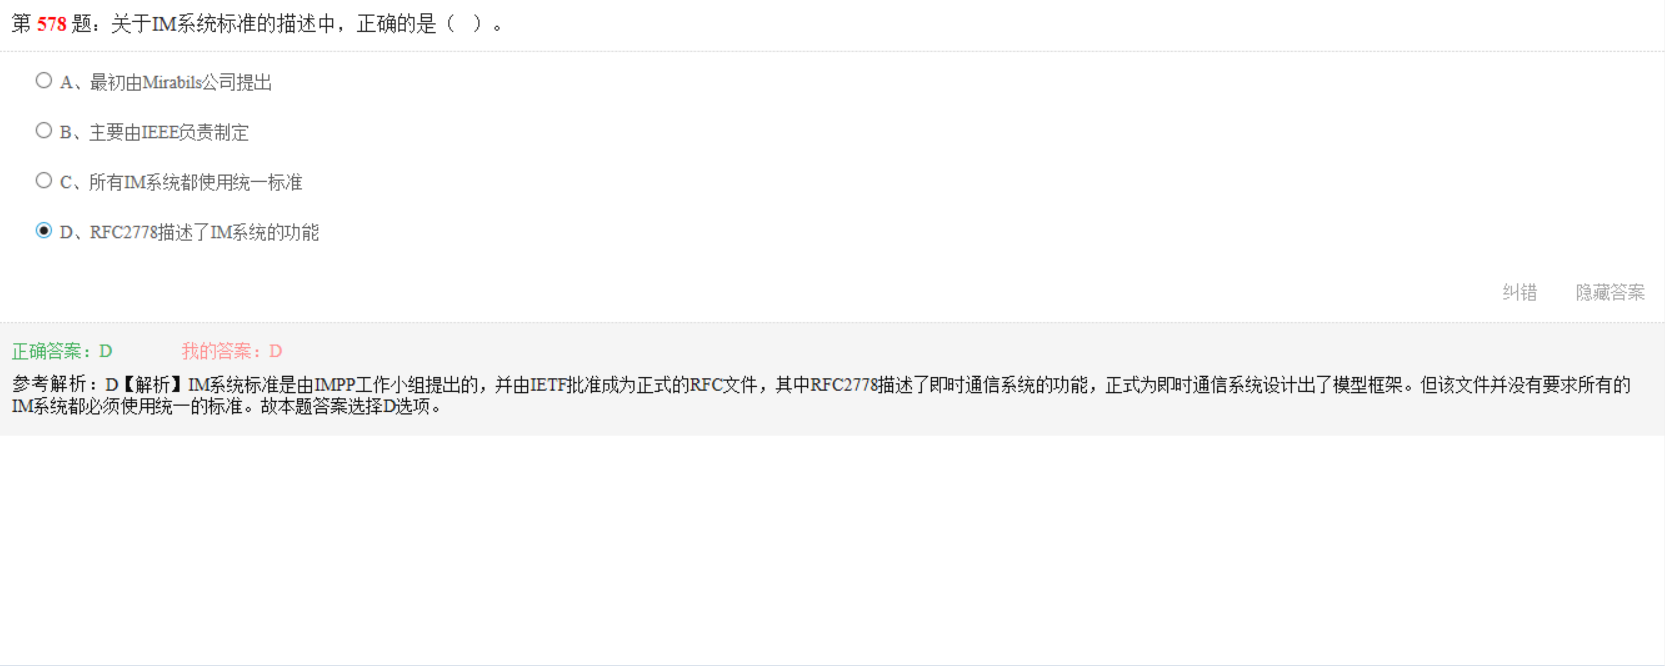 第 578 题：关于IM系统标准的描述中，正确的是（ ）。
A、最初由Mirabils公司提出
B、主要由IEEE负责制定
C、所有IM系统都使用统一标准
D、RFC2778描述了IM系统的功能
纠错 隐藏答案
正确答案：D 我的答案：D
参考解析：D【解析】IM系统标准是由IMPP工作小组提出的，并由IETF批准成为正式的RFC文件，其中RFC2778描述了即时通信系统的功能，正式为即时通信系统设计出了模型框架。但该文件并没有要求所有的
IM系统都必须使用统一的标准。故本题答案选择D选项。